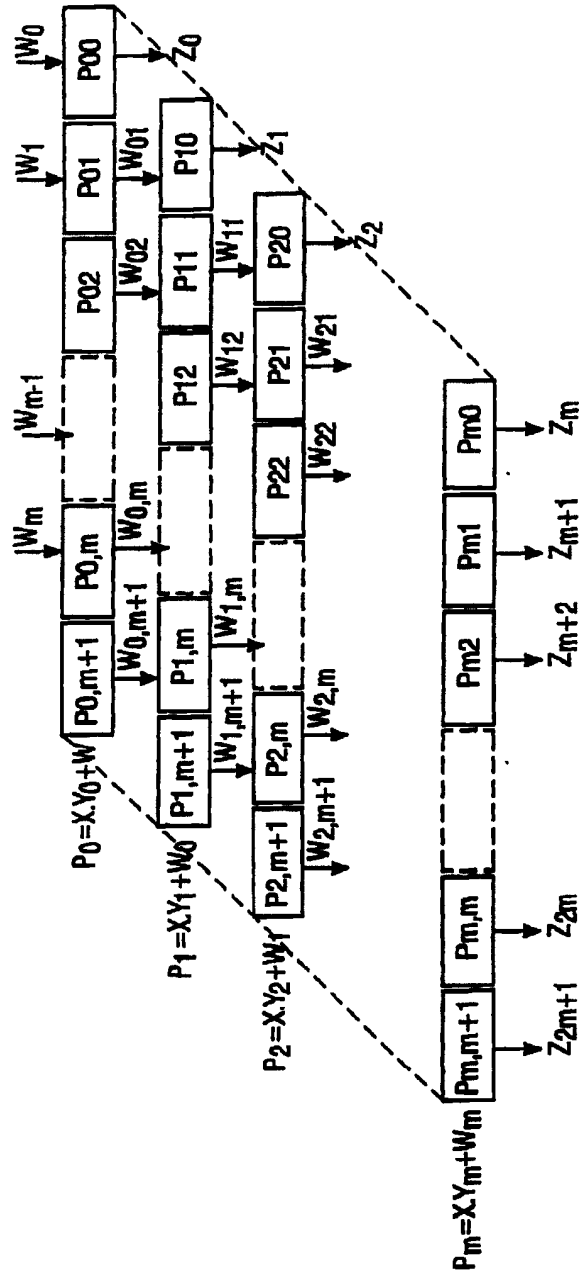 Wm Wm-1 W1 W0
P0=X.Y0+W P0,m+1 P0,m P02 P01 P00
W0,m+1 W0,m W02 W01 Z0
P1=X.Y1+W0 P1,m+1 P1,m P12 P11 P10
W1,m+1 W1,m W12 W11 Z1
P2=X.Y2+W1 P2,m+1 P2,m P22 P21 P20
W2,m+1 W2,m W22 W21 Z2
Pm=X.Ym+Wm Pm,m+1 Pm,m Pm2 Pm1 Pm0
Z2m+1 Z2m Zm+2 Zm+1 Zm